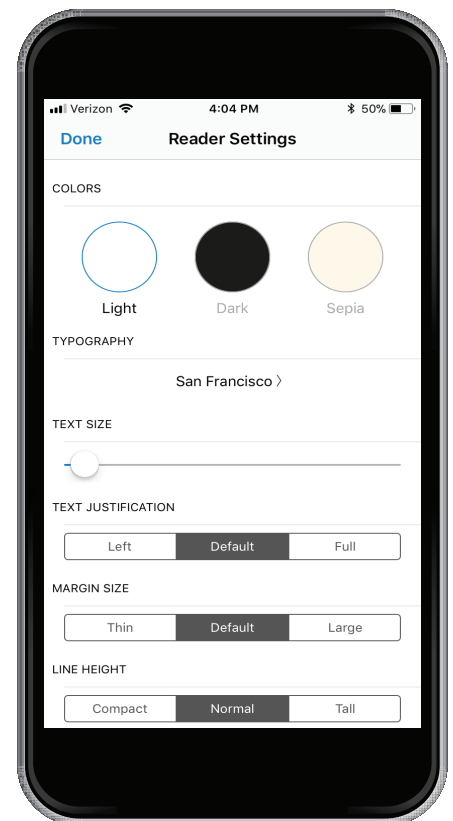 Verizon 4:04 PM 50%
Done Reader Settings
COLORS
Light Dark Sepia
TYPOGRAPHY
San Francisco 〉
TEXT SIZE
TEXT JUSTIFICATION
Left Default Full
MARGIN SIZE
Thin Default Large
LINE HEIGHT
Compact Normal Tall